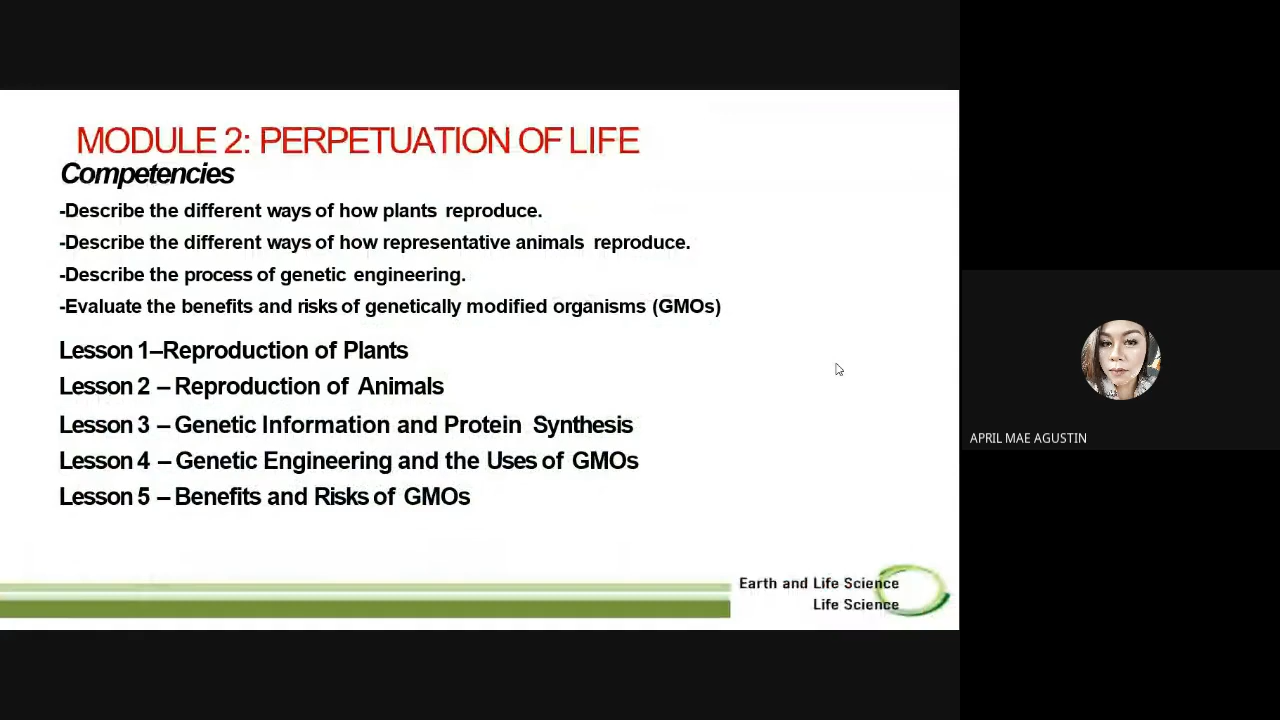 MODULE 2: PERPETUATION OF LIFE
Competencies
-Describe the different ways of how plants reproduce.
-Describe the different ways of how representative animals reproduce.
-Describe the process of genetic engineering.
-Evaluate the benefits and risks of genetically modified organisms (GMOs)
Lesson 1–Reproduction of Plants
Lesson 2 – Reproduction of Animals
Lesson 3 – Genetic Information and Protein Synthesis
Lesson 4 – Genetic Engineering and the Uses of GMOs
Lesson 5 – Benefits and Risks of GMOs
Earth and Life Science
Life Science
APRIL MAE AGUSTIN